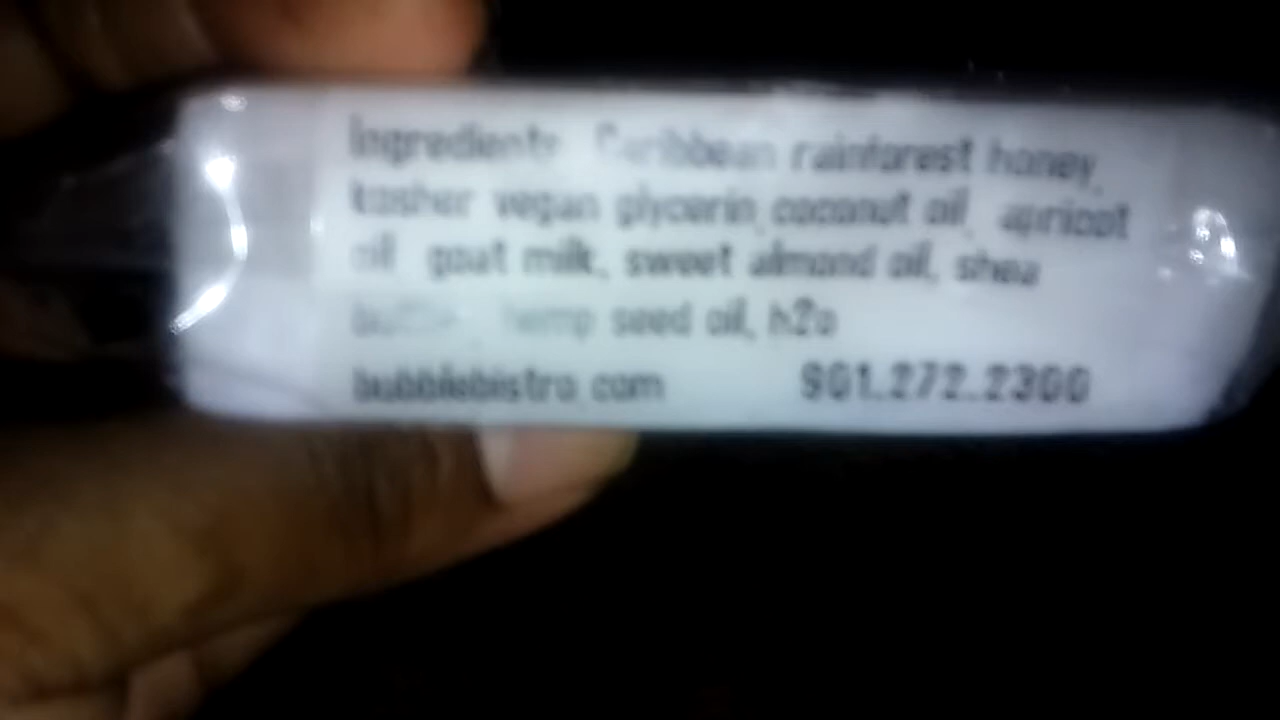 Ingredients Caribbean rainforest honey,
kosher vegan glycerin, coconut oil, apricot
oil goat milk, sweet almond oil, shea
butter, hemp seed oil, h2o
bubblebistro.com 901.272.2300